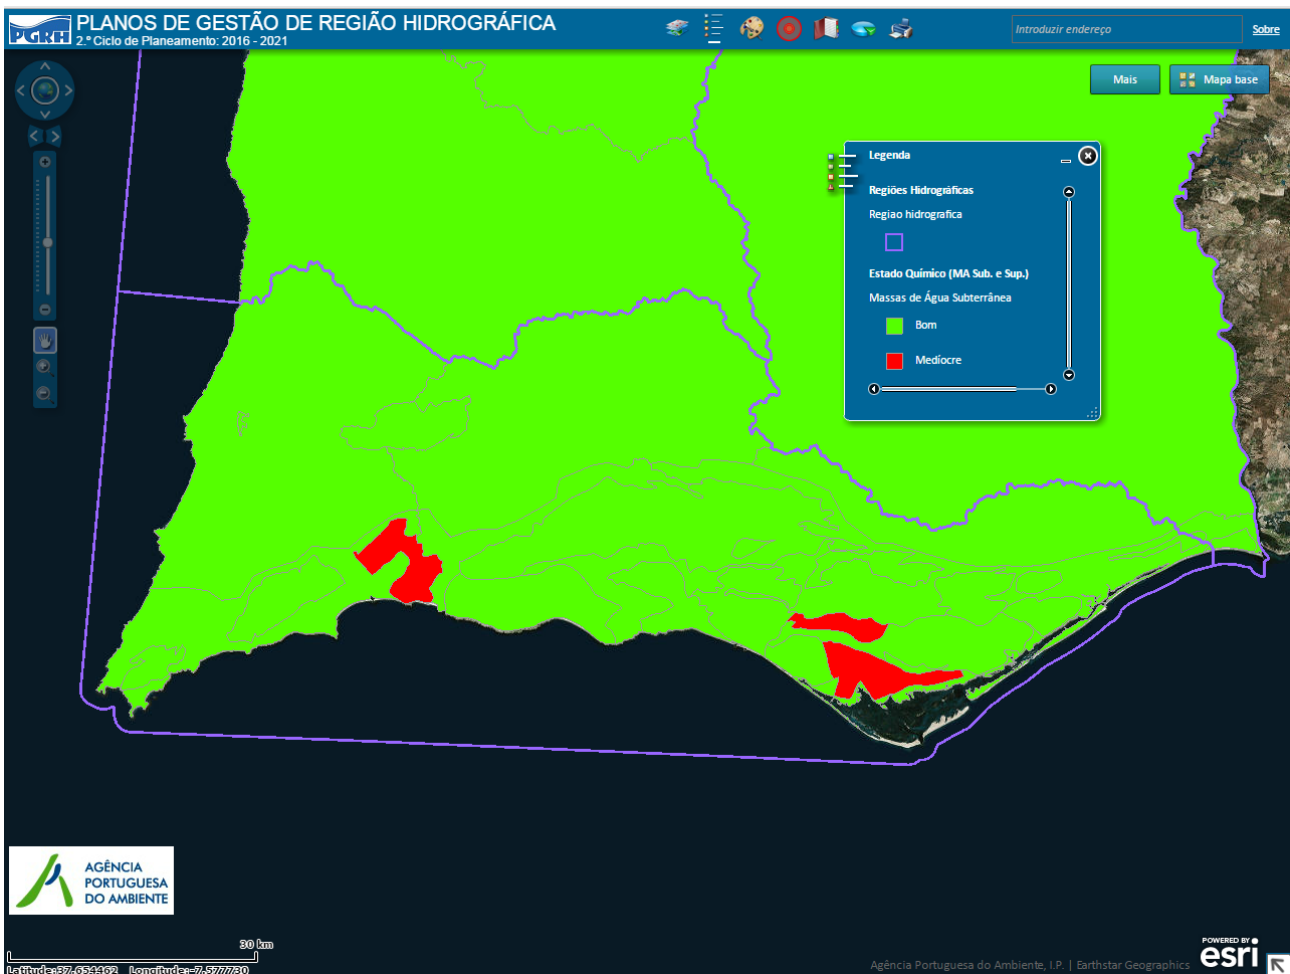 PGRH
PLANOS DE GESTÃO DE REGIÃO HIDROGRÁFICA
2.º Ciclo de Planeamento: 2016 - 2021
Introduzir endereço
Sobre
Mais
Mapa base
Legenda
Regiões Hidrográficas
Regiao hidrografica
Estado Químico (MA Sub. e Sup.)
Massas de Água Subterrânea
Bom
Medíocre
AGÊNCIA
PORTUGUESA
DO AMBIENTE
30 km
Latitude:37.654462 Longitude:-7.577730
Agência Portuguesa do Ambiente, I.P. | Earthstar Geographics
POWERED BY
esri